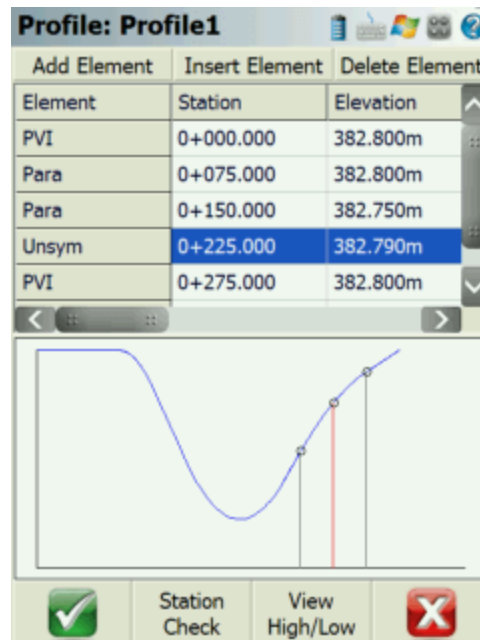 Profile: Profile1
Add Element Insert Element Delete Element
Element Station Elevation
PVI 0+000.000 382.800m
Para 0+075.000 382.800m
Para 0+150.000 382.750m
Unsym 0+225.000 382.790m
PVI 0+275.000 382.800m
Station Check
View High/Low